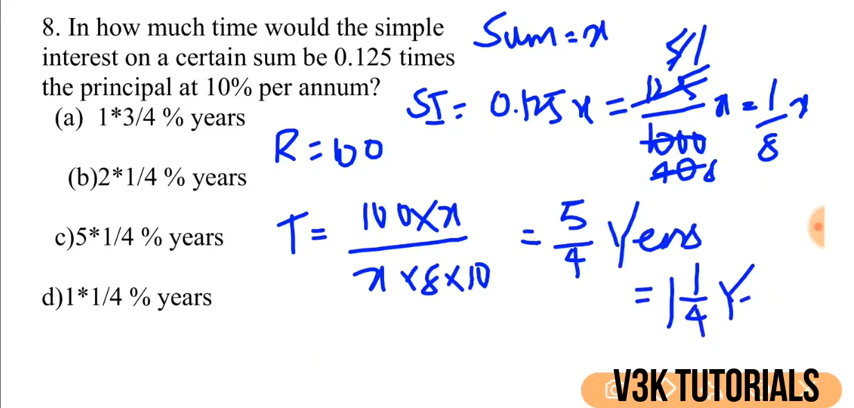 8. In how much time would the simple
interest on a certain sum be 0.125 times
the principal at 10% per annum?
(a) 1*3/4 % years
(b)2*1/4 % years
c)5*1/4 % years
d)1*1/4 % years
Sum = x
SI = 0.125 x = 125/1000 x = 1/8 x
R = 10
T = 100 × x / x × 8 × 10 = 5/4 Years
= 1 1/4 Y
V3K TUTORIALS